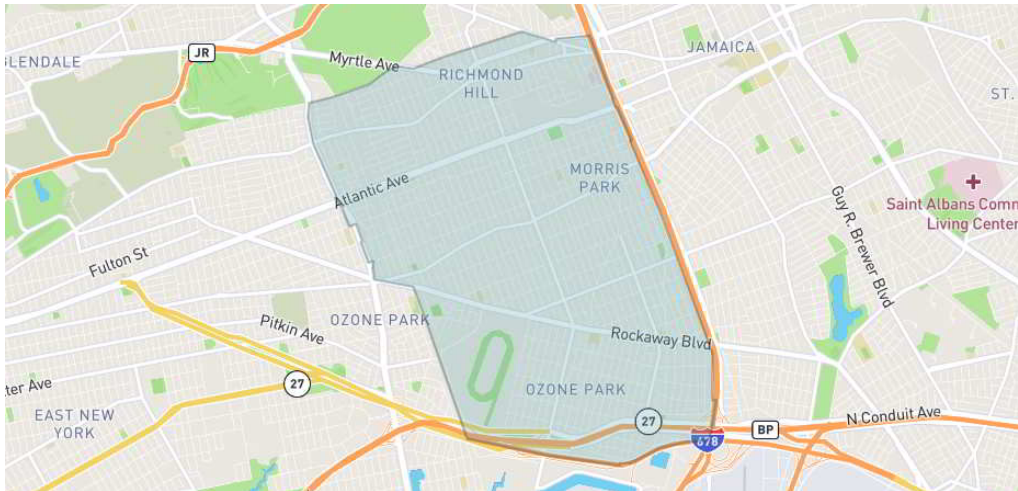 JR
GLENDALE
Myrtle Ave
RICHMOND
HILL
JAMAICA
ST.
MORRIS
PARK
Atlantic Ave
Saint Albans Comm
Living Center
Guy R. Brewer Blvd
Fulton St
Pitkin Ave
OZONE PARK
Rockaway Blvd
27
ter Ave
OZONE PARK
EAST NEW
YORK
27
678
BP
N Conduit Ave